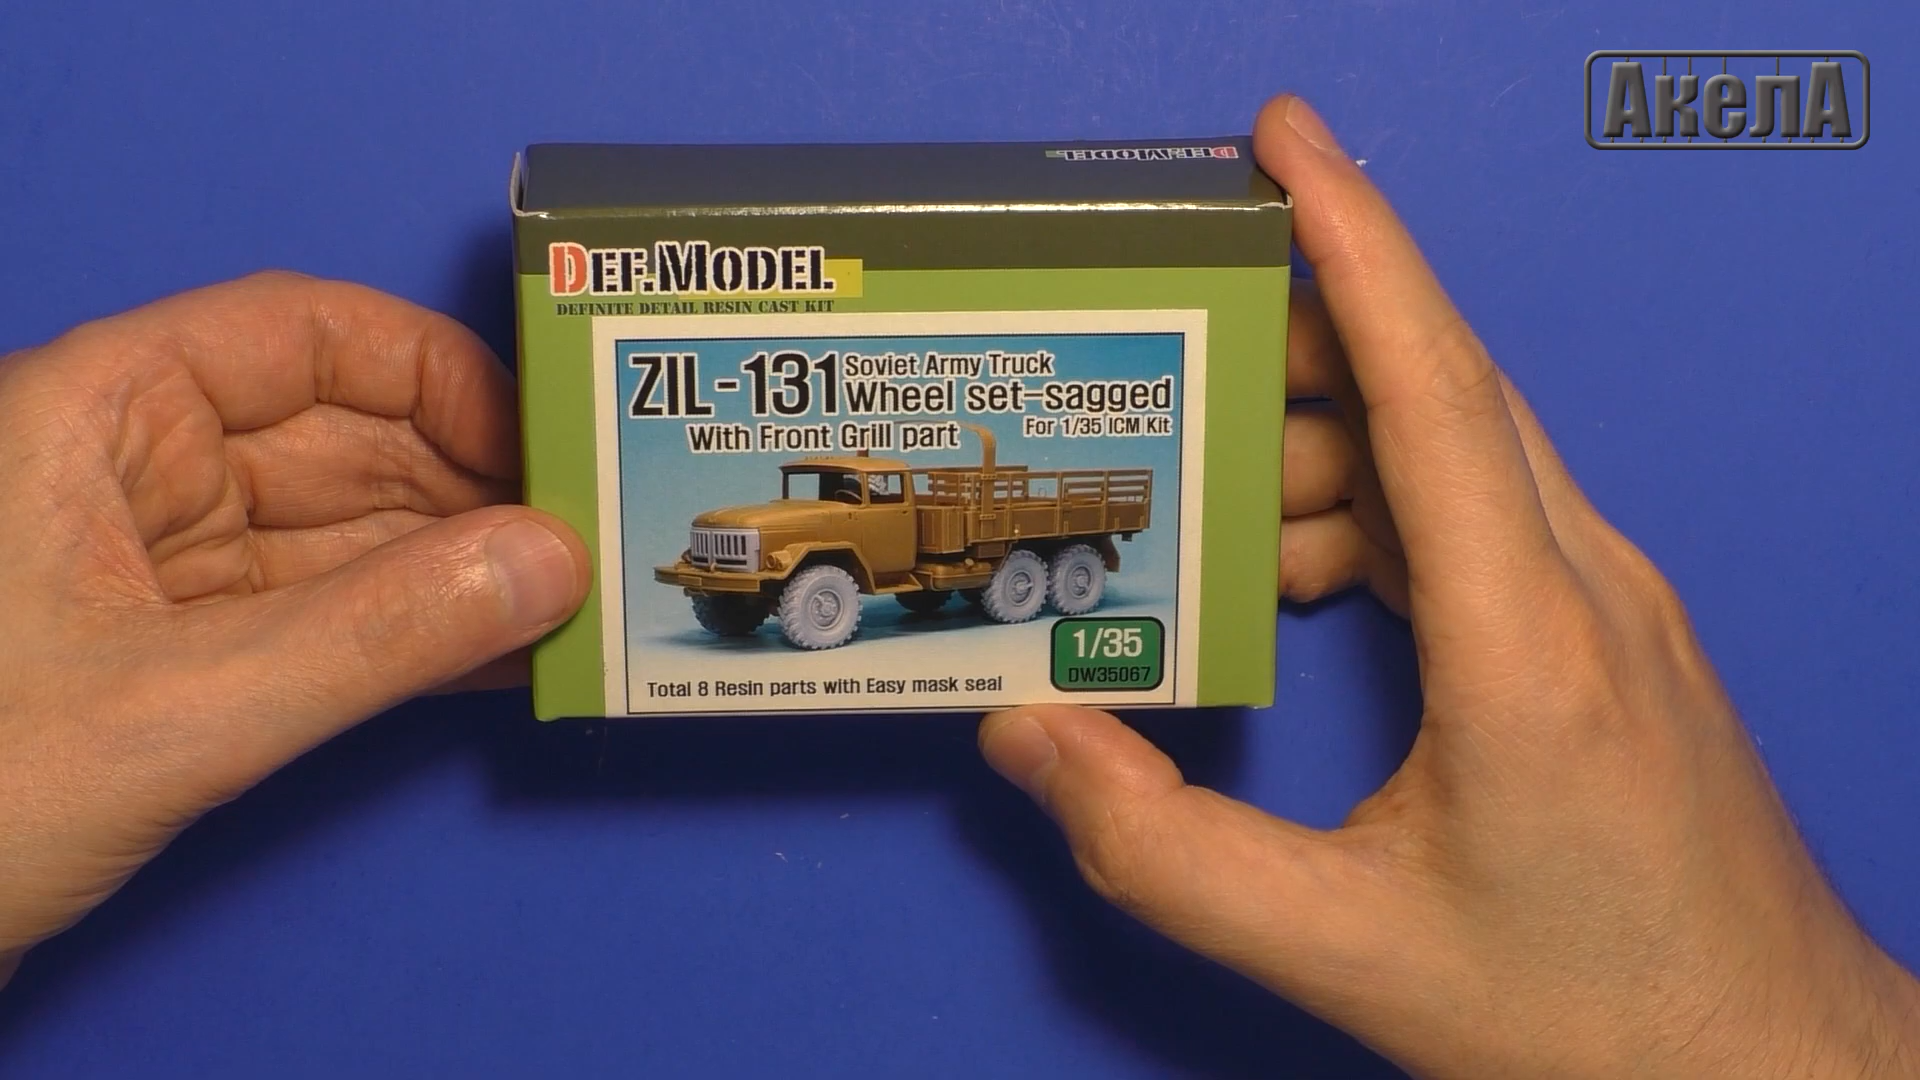 АкелА
DEF.MODEL
DEF.MODEL
DEFINITE DETAIL RESIN CAST KIT
ZIL-131 Soviet Army Truck
Wheel set-sagged
With Front Grill part
For 1/35 ICM Kit
1/35
DW35067
Total 8 Resin parts with Easy mask seal